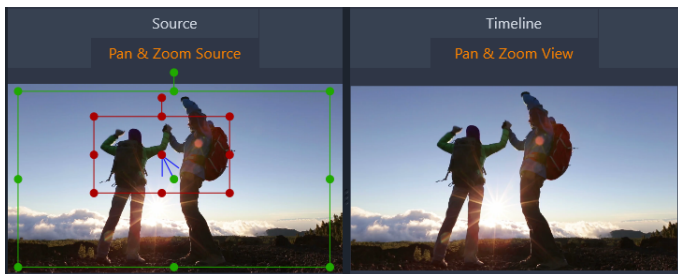 Source
Timeline
Pan & Zoom Source
Pan & Zoom View